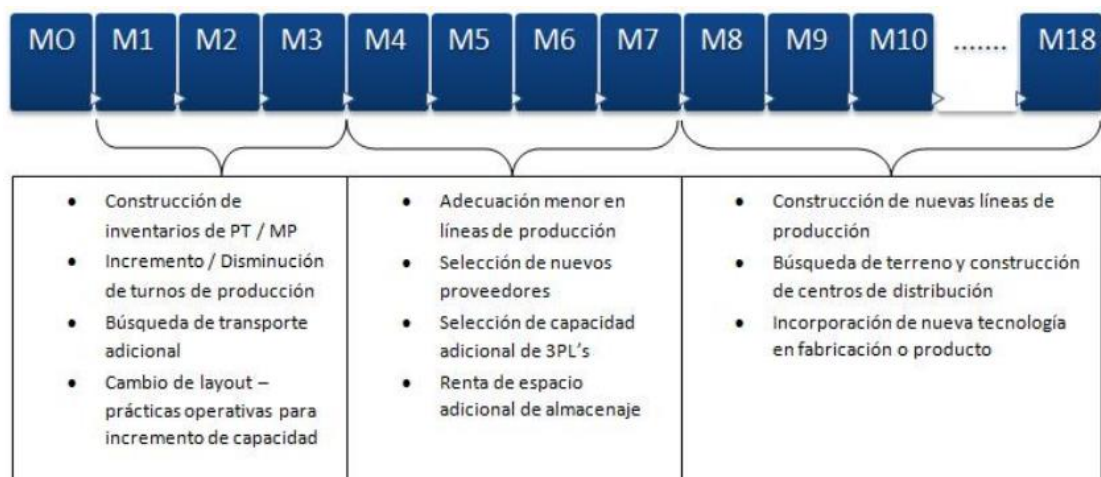 MO M1 M2 M3 M4 M5 M6 M7 M8 M9 M10 ....... M18
• Construcción de
inventarios de PT / MP
• Incremento / Disminución
de turnos de producción
• Búsqueda de transporte
adicional
• Cambio de layout –
prácticas operativas para
incremento de capacidad
• Adecuación menor en
líneas de producción
• Selección de nuevos
proveedores
• Selección de capacidad
adicional de 3PL's
• Renta de espacio
adicional de almacenaje
• Construcción de nuevas líneas de
producción
• Búsqueda de terreno y construcción
de centros de distribución
• Incorporación de nueva tecnología
en fabricación o producto